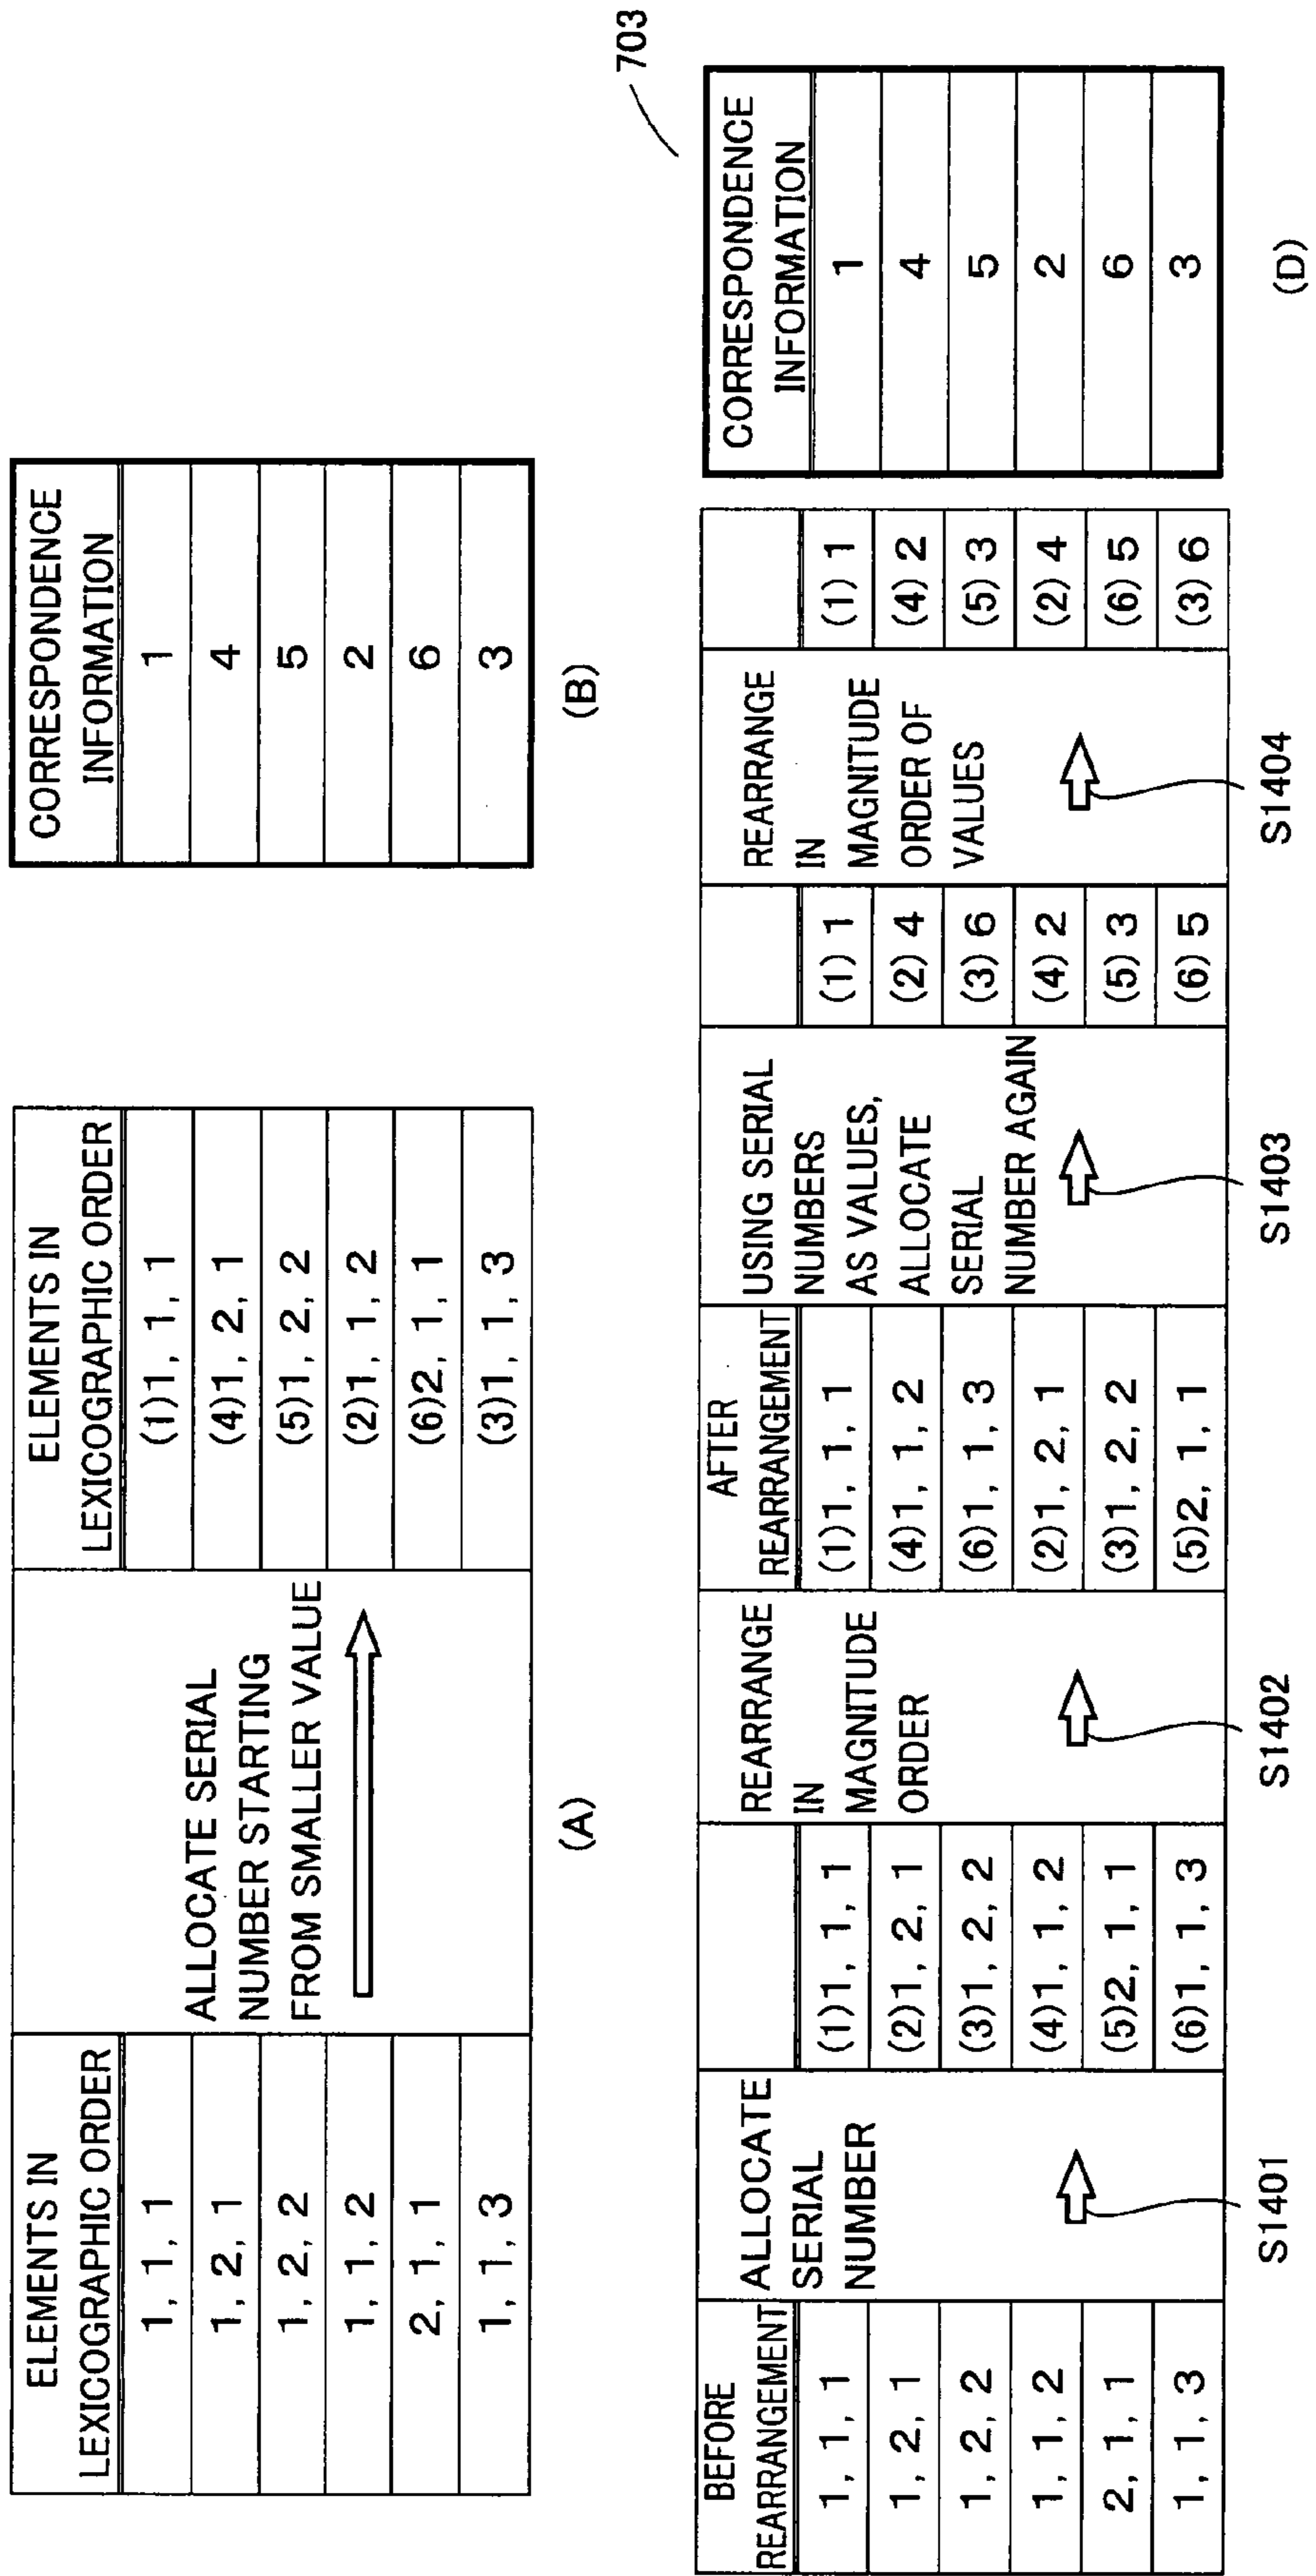 ELEMENTS IN
LEXICOGRAPHIC ORDER
1, 1, 1
1, 2, 1
1, 2, 2
1, 1, 2
2, 1, 1
1, 1, 3
ALLOCATE SERIAL
NUMBER STARTING
FROM SMALLER VALUE
ELEMENTS IN
LEXICOGRAPHIC ORDER
(1)1, 1, 1
(4)1, 2, 1
(5)1, 2, 2
(2)1, 1, 2
(6)2, 1, 1
(3)1, 1, 3
(A)
CORRESPONDENCE
INFORMATION
1
4
5
2
6
3
(B)
BEFORE
REARRANGEMENT
1, 1, 1
1, 2, 1
1, 2, 2
1, 1, 2
2, 1, 1
1, 1, 3
ALLOCATE
SERIAL
NUMBER
S1401
(1)1, 1, 1
(2)1, 2, 1
(3)1, 2, 2
(4)1, 1, 2
(5)2, 1, 1
(6)1, 1, 3
REARRANGE
IN
MAGNITUDE
ORDER
S1402
AFTER
REARRANGEMENT
(1)1, 1, 1
(4)1, 1, 2
(6)1, 1, 3
(2)1, 2, 1
(3)1, 2, 2
(5)2, 1, 1
USING SERIAL
NUMBERS
AS VALUES,
ALLOCATE
SERIAL
NUMBER AGAIN
S1403
(1) 1
(2) 4
(3) 6
(4) 2
(5) 3
(6) 5
REARRANGE
IN
MAGNITUDE
ORDER OF
VALUES
S1404
(1) 1
(4) 2
(5) 3
(2) 4
(6) 5
(3) 6
703
CORRESPONDENCE
INFORMATION
1
4
5
2
6
3
(D)